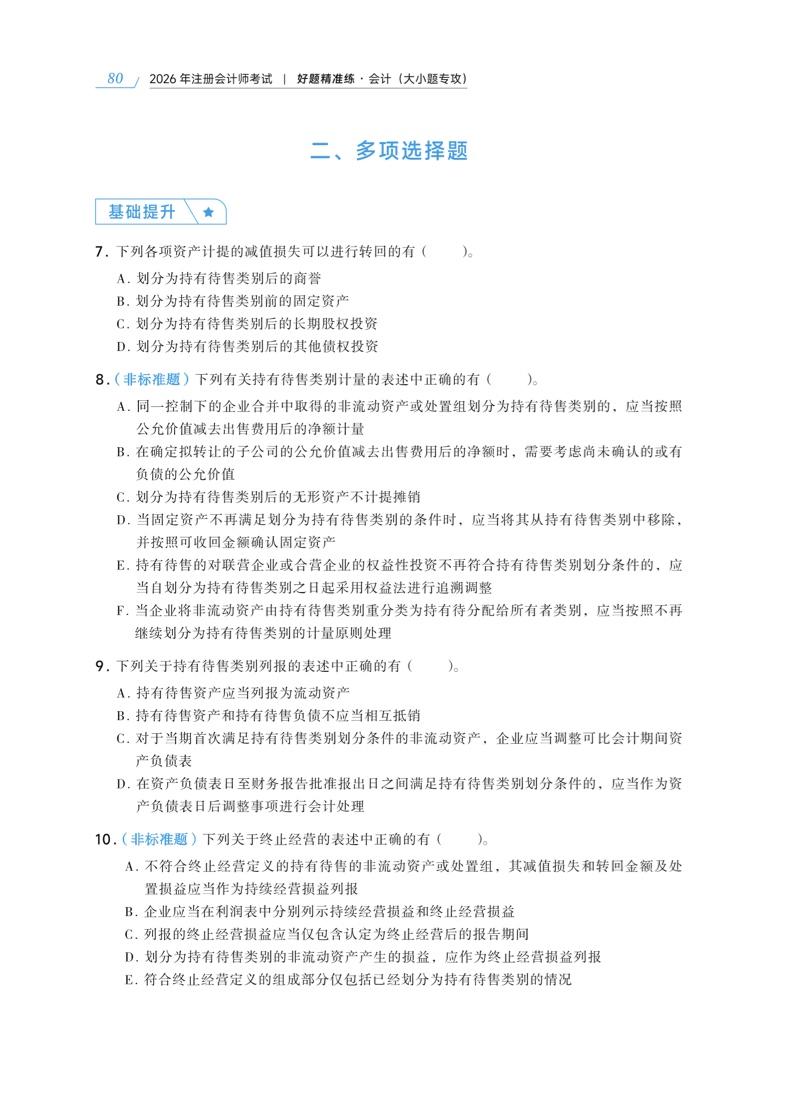 80 2026 年注册会计师考试 | 好题精准练·会计（大小题专攻）
二、多项选择题
基础提升 ★
7. 下列各项资产计提的减值损失可以进行转回的有（　　）。
A. 划分为持有待售类别后的商誉
B. 划分为持有待售类别前的固定资产
C. 划分为持有待售类别后的长期股权投资
D. 划分为持有待售类别后的其他债权投资
8.（非标准题）下列有关持有待售类别计量的表述中正确的有（　　）。
A. 同一控制下的企业合并中取得的非流动资产或处置组划分为持有待售类别的，应当按照
公允价值减去出售费用后的净额计量
B. 在确定拟转让的子公司的公允价值减去出售费用后的净额时，需要考虑尚未确认的或有
负债的公允价值
C. 划分为持有待售类别后的无形资产不计提摊销
D. 当固定资产不再满足划分为持有待售类别的条件时，应当将其从持有待售类别中移除，
并按照可收回金额确认固定资产
E. 持有待售的对联营企业或合营企业的权益性投资不再符合持有待售类别划分条件的，应
当自划分为持有待售类别之日起采用权益法进行追溯调整
F. 当企业将非流动资产由持有待售类别重分类为持有待分配给所有者类别，应当按照不再
继续划分为持有待售类别的计量原则处理
9. 下列关于持有待售类别列报的表述中正确的有（　　）。
A. 持有待售资产应当列报为流动资产
B. 持有待售资产和持有待售负债不应当相互抵销
C. 对于当期首次满足持有待售类别划分条件的非流动资产，企业应当调整可比会计期间资
产负债表
D. 在资产负债表日至财务报告批准报出日之间满足持有待售类别划分条件的，应当作为资
产负债表日后调整事项进行会计处理
10.（非标准题）下列关于终止经营的表述中正确的有（　　）。
A. 不符合终止经营定义的持有待售的非流动资产或处置组，其减值损失和转回金额及处
置损益应当作为持续经营损益列报
B. 企业应当在利润表中分别列示持续经营损益和终止经营损益
C. 列报的终止经营损益应当仅包含认定为终止经营后的报告期间
D. 划分为持有待售类别的非流动资产产生的损益，应作为终止经营损益列报
E. 符合终止经营定义的组成部分仅包括已经划分为持有待售类别的情况